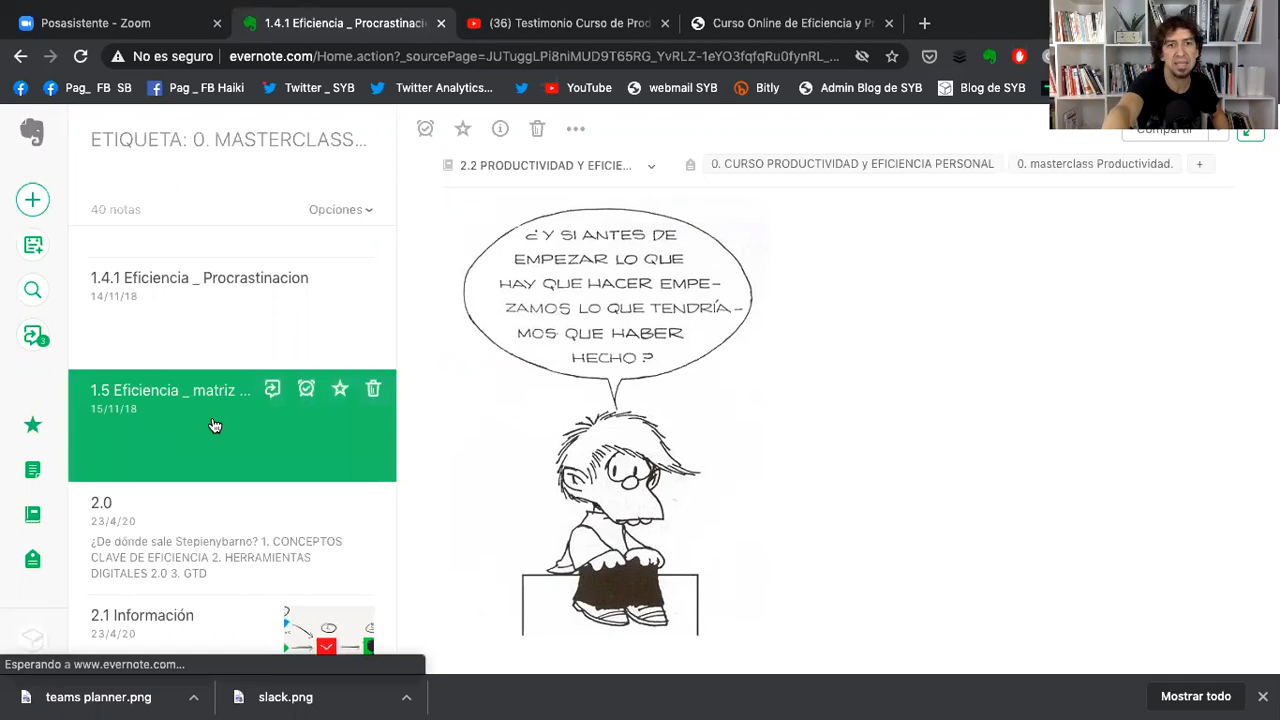 Posasistente - Zoom
1.4.1 Eficiencia _ Procrastinaci
(36) Testimonio Curso de Prod
Curso Online de Eficiencia y Pr
No es seguro
evernote.com/Home.action?_sourcePage=JUTuggLPi8niMUD9T65RG_YvRLZ-1eYO3fqfqRu0fynRL_...
Pag_ FB SB
Pag _ FB Haiki
Twitter _ SYB
Twitter Analytics...
YouTube
webmail SYB
Bitly
Admin Blog de SYB
Blog de SYB
ETIQUETA: 0. MASTERCLASS...
40 notas
Opciones
1.4.1 Eficiencia _ Procrastinacion
14/11/18
1.5 Eficiencia _ matriz ...
15/11/18
2.0
23/4/20
¿De dónde sale Stepienybarno? 1. CONCEPTOS
CLAVE DE EFICIENCIA 2. HERRAMIENTAS
DIGITALES 2.0 3. GTD
2.1 Información
23/4/20
3
Compartir
2.2 PRODUCTIVIDAD Y EFICIE...
0. CURSO PRODUCTIVIDAD y EFICIENCIA PERSONAL
0. masterclass Productividad.
+
¿Y SI ANTES DE
EMPEZAR LO QUE
HAY QUE HACER EMPE-
ZAMOS LO QUE TENDRÍA-
MOS QUE HABER
HECHO?
Esperando a www.evernote.com...
teams planner.png
slack.png
Mostrar todo